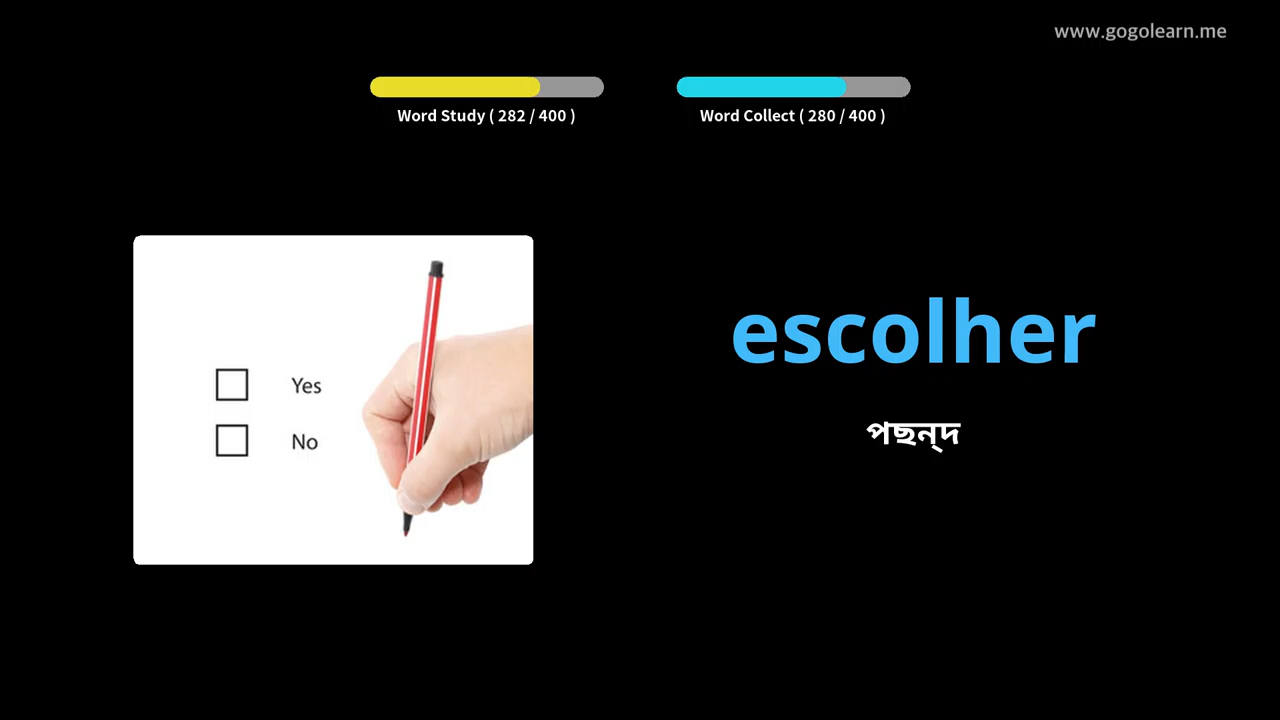 www.gogolearn.me
Word Study ( 282 / 400 )
Word Collect ( 280 / 400 )
escolher
পছন্দ
Yes
No